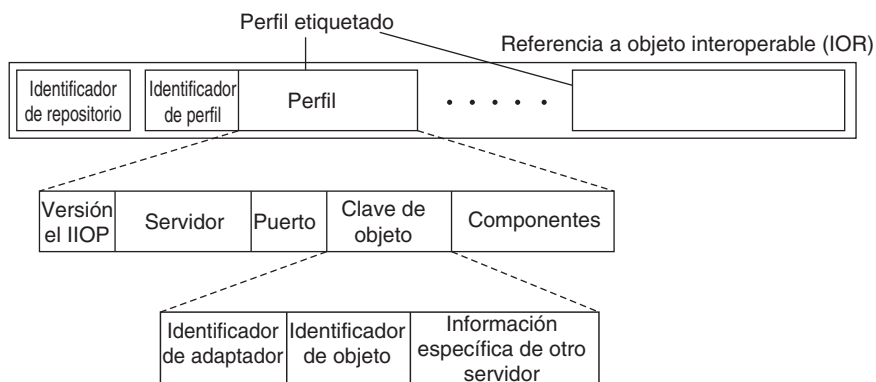 Perfil etiquetado
Referencia a objeto interoperable (IOR)
Identificador
de repositorio
Identificador
de perfil
Perfil
Versión
el IIOP
Servidor
Puerto
Clave de
objeto
Componentes
Identificador
de adaptador
Identificador
de objeto
Información
específica de otro
servidor